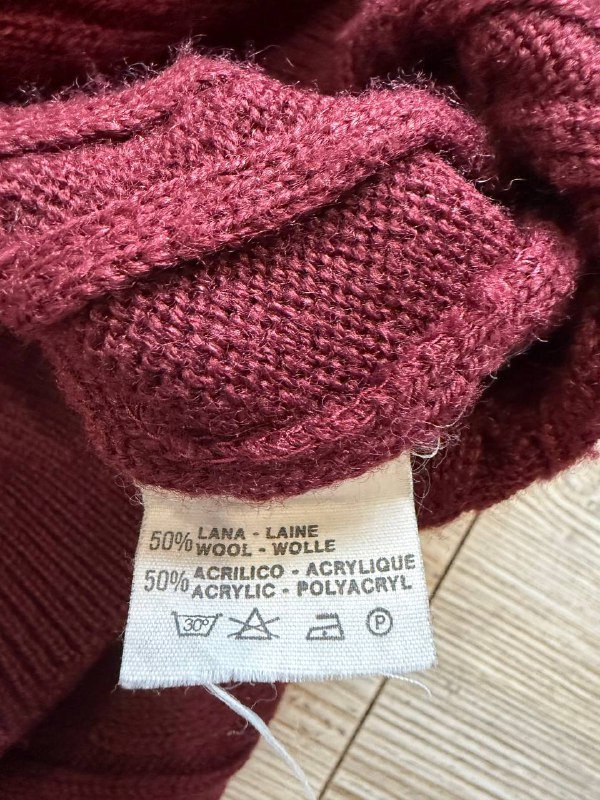 50% LANA - LAINE
WOOL - WOLLE
50% ACRILICO - ACRYLIQUE
ACRYLIC - POLYACRYL
30° P